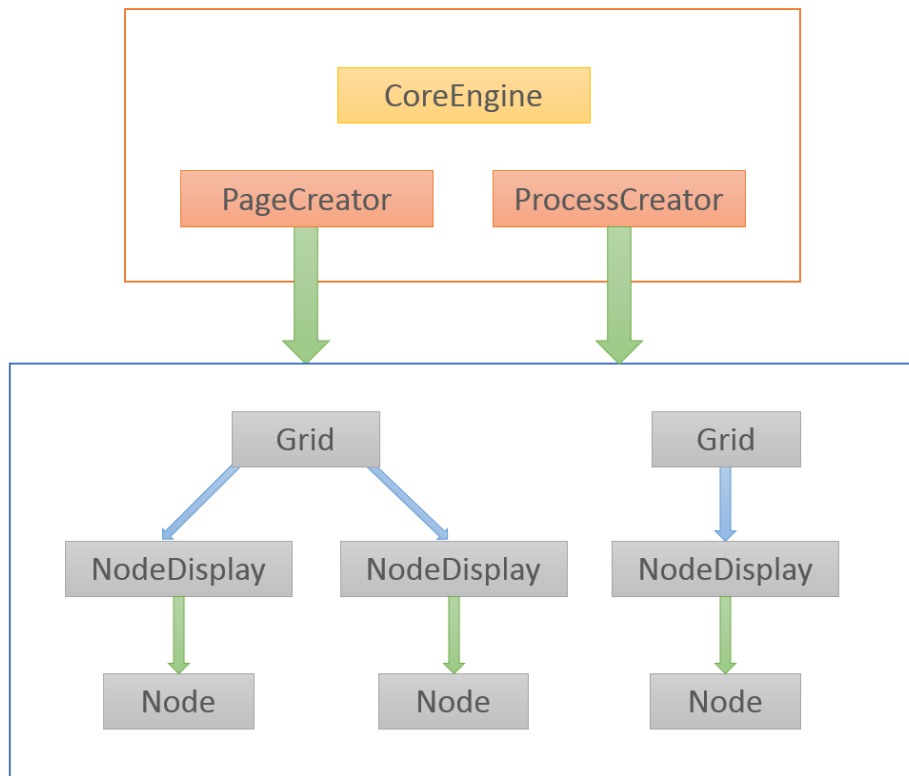 CoreEngine
PageCreator
ProcessCreator
Grid
Grid
NodeDisplay
NodeDisplay
NodeDisplay
Node
Node
Node